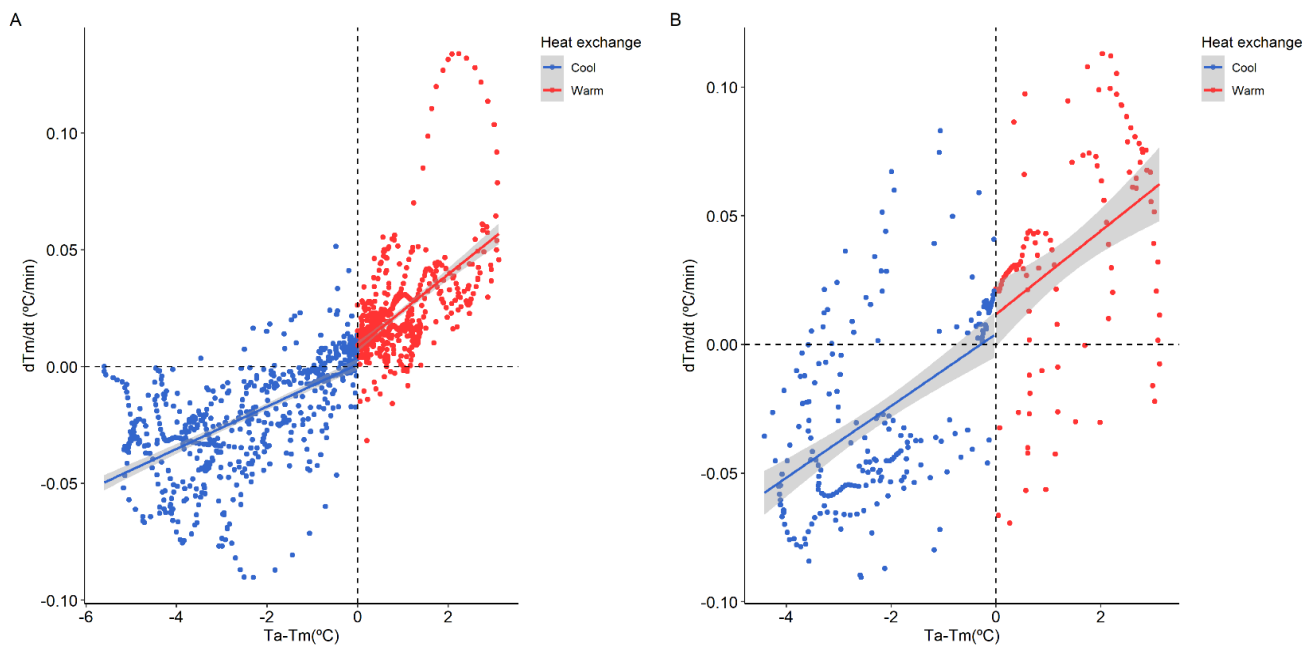 A
Heat exchange
Cool
Warm
dTm/dt (ºC/min)
0.10
0.05
0.00
-0.05
-0.10
-6
-4
-2
0
2
Ta-Tm(ºC)
B
Heat exchange
Cool
Warm
dTm/dt (ºC/min)
0.10
0.05
0.00
-0.05
-0.10
-4
-2
0
2
Ta-Tm(ºC)